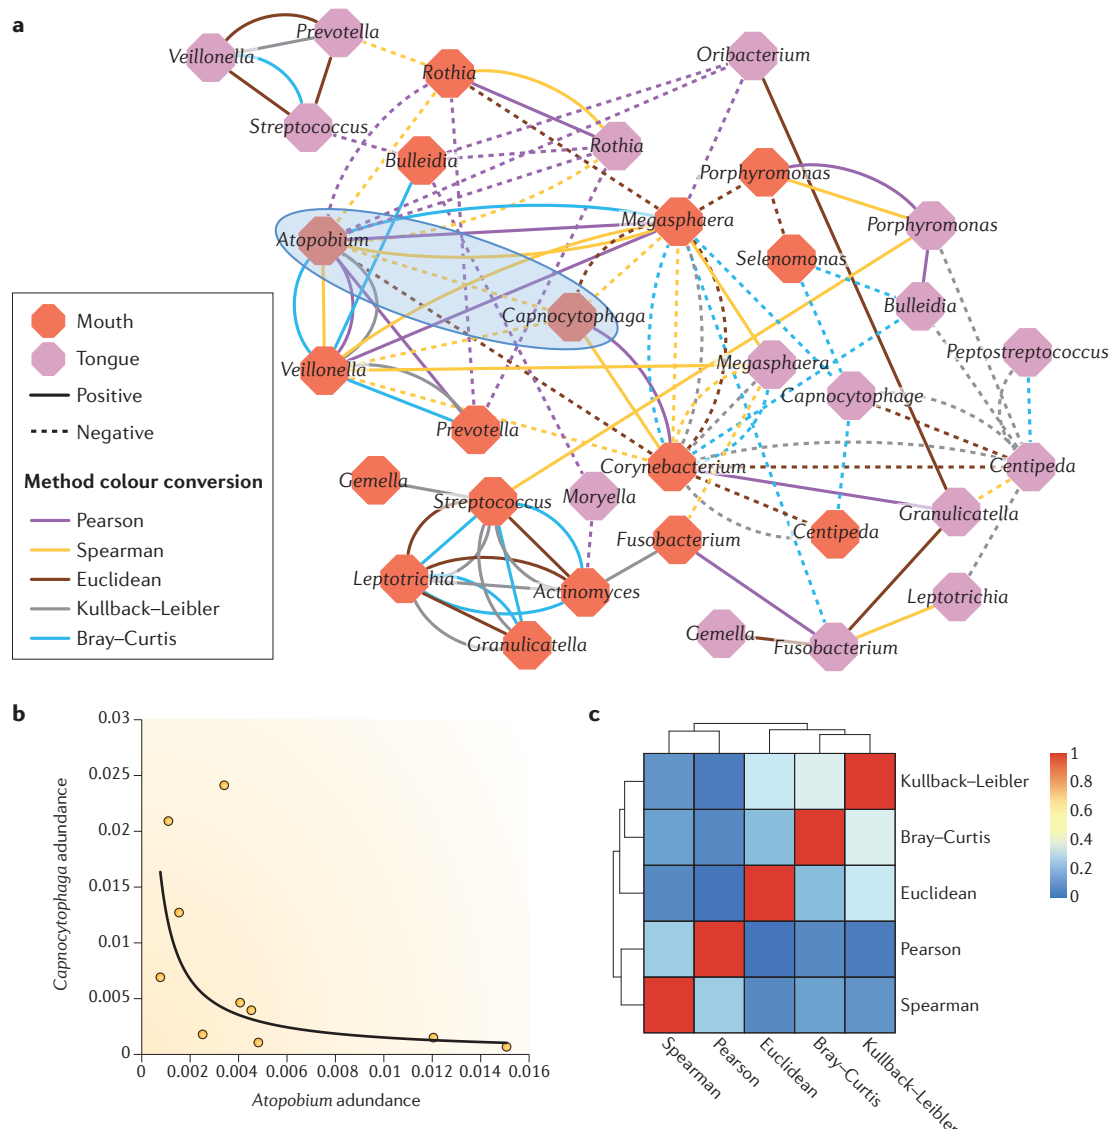 a
Prevotella
Veillonella
Rothia
Oribacterium
Streptococcus
Rothia
Bulleidia
Porphyromonas
Megasphaera
Porphyromonas
Atopobium
Selenomonas
Bulleidia
Capnocytophaga
Peptostreptococcus
Megasphaera
Veillonella
Capnocytophage
Prevotella
Corynebacterium
Centipeda
Gemella
Streptococcus
Moryella
Granulicatella
Centipeda
Fusobacterium
Leptotrichia
Actinomyces
Leptotrichia
Gemella
Granulicatella
Fusobacterium
Mouth
Tongue
Positive
Negative
Method colour conversion
Pearson
Spearman
Euclidean
Kullback–Leibler
Bray–Curtis
b
0.03
0.025
0.02
0.015
0.01
0.005
0
Capnocytophaga adundance
0 0.002 0.004 0.006 0.008 0.010 0.012 0.014 0.016
Atopobium adundance
c
Kullback–Leibler
Bray–Curtis
Euclidean
Pearson
Spearman
Spearman
Pearson
Euclidean
Bray–Curtis
Kullback–Leibler
1
0.8
0.6
0.4
0.2
0